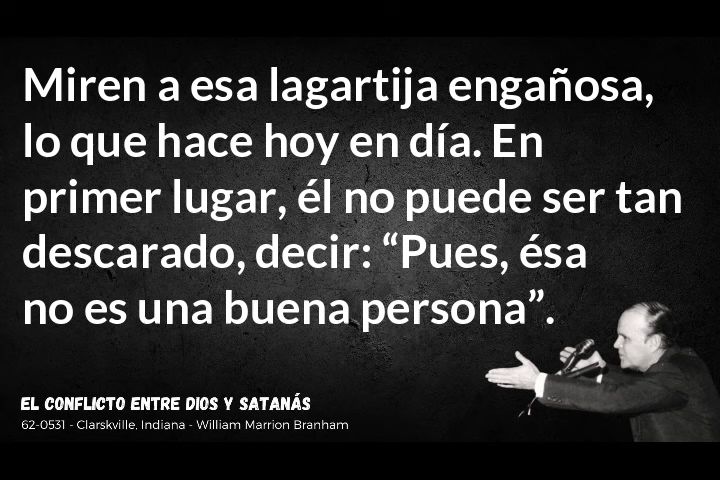 Miren a esa lagartija engañosa,
lo que hace hoy en día. En
primer lugar, él no puede ser tan
descarado, decir: “Pues, ésa
no es una buena persona”.
EL CONFLICTO ENTRE DIOS Y SATANÁS
62-0531 - Clarskville, Indiana - William Marrion Branham